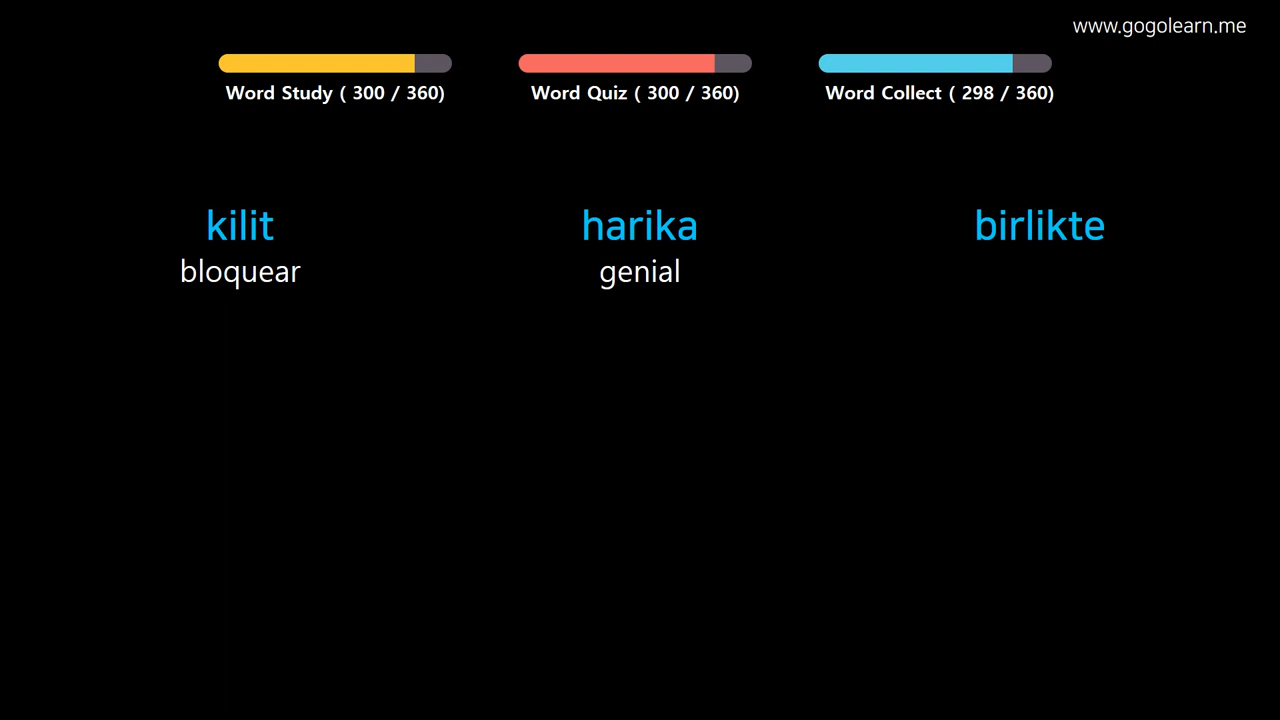 www.gogolearn.me
Word Study ( 300 / 360)
Word Quiz ( 300 / 360)
Word Collect ( 298 / 360)
kilit
bloquear
harika
genial
birlikte